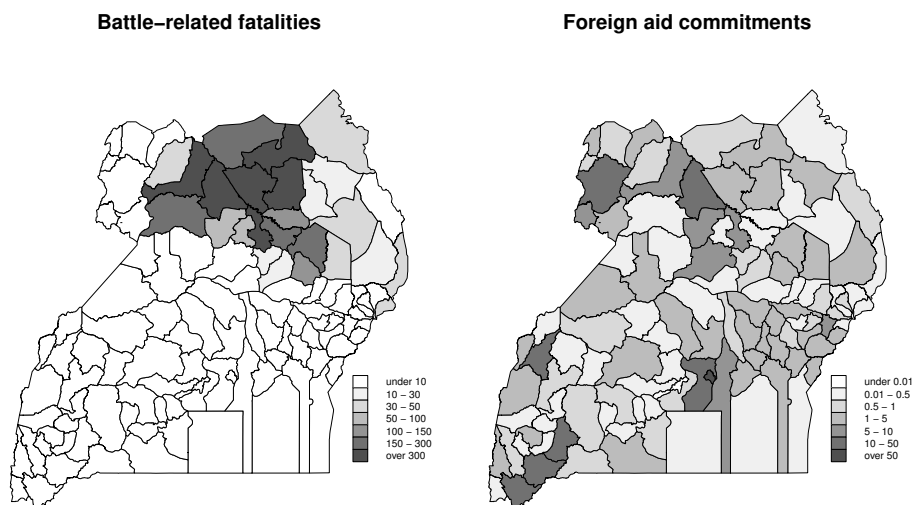 Battle−related fatalities
under 10
10 − 30
30 − 50
50 − 100
100 − 150
150 − 300
over 300
Foreign aid commitments
under 0.01
0.01 − 0.5
0.5 − 1
1 − 5
5 − 10
10 − 50
over 50